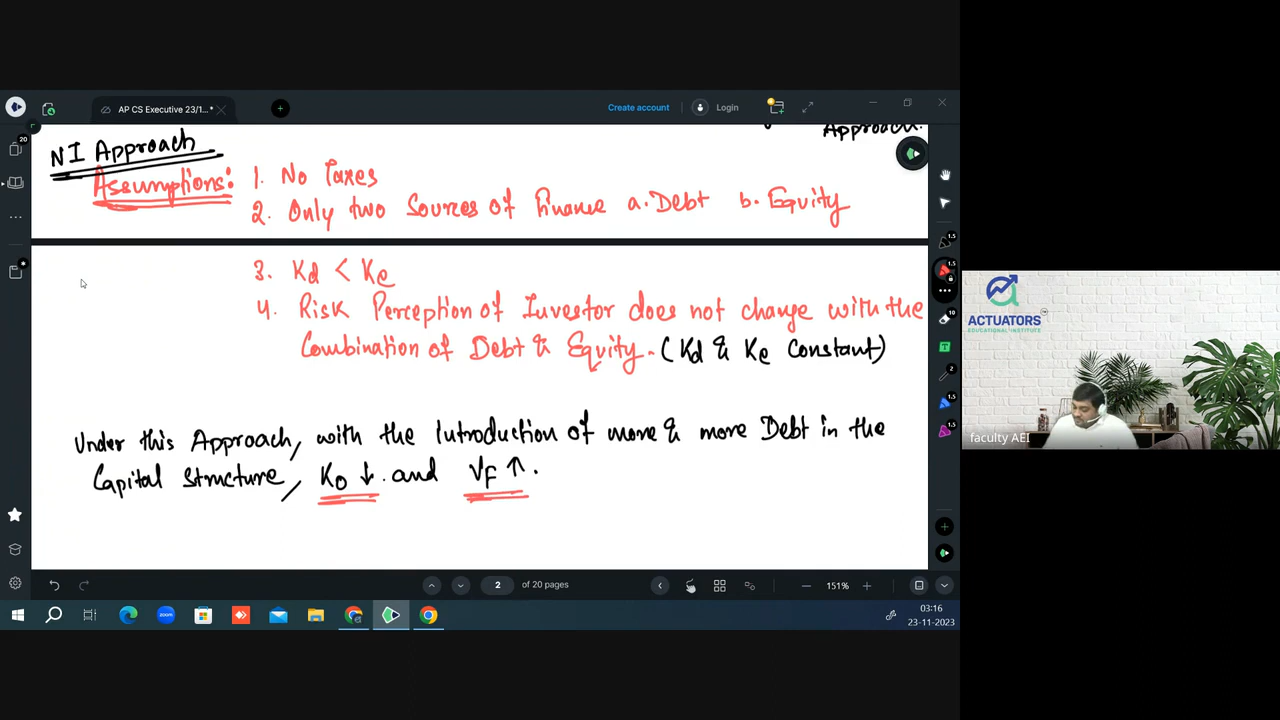 AP CS Executive 23/1... *
Create account
Login
Approach.
NI Approach
Assumptions: 1. No Taxes
2. Only two Sources of Finance a. Debt b. Equity
3. Kd < Ke
4. Risk Perception of Investor does not change with the
Combination of Debt & Equity. (Kd & Ke Constant)
Under this Approach, with the Introduction of more & more Debt in the
Capital Structure, Ko ↓ and VF ↑.
2 of 20 pages
151%
03:16
23-11-2023
ACTUATORS
EDUCATIONAL INSTITUTE
faculty AEI
zoom